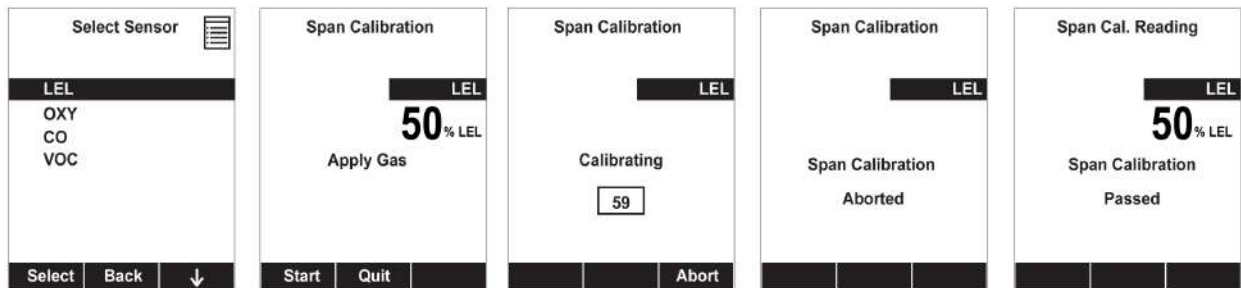 Select Sensor
LEL
OXY
CO
VOC
Select Back ↓
Span Calibration
LEL
50 % LEL
Apply Gas
Start Quit
Span Calibration
LEL
Calibrating
59
Abort
Span Calibration
LEL
Span Calibration
Aborted
Span Cal. Reading
LEL
50 % LEL
Span Calibration
Passed